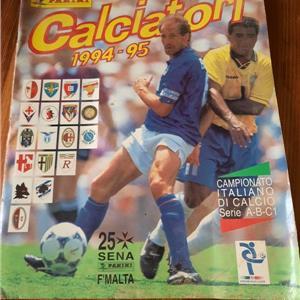 PANINI
Calciatori
1994-95
CAMPIONATO
ITALIANO
DI CALCIO
Serie A-B-C1
25
SENA
PANINI
F'MALTA